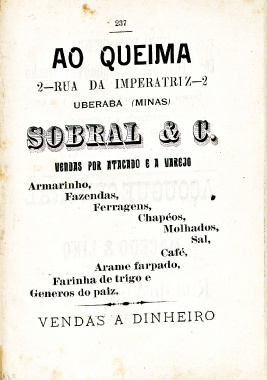 237
AO QUEIMA
2—RUA DA IMPERATRIZ—2
UBERABA (MINAS)
SOBRAL & C.
VENDAS POR ATACADO E A VAREJO
Armarinho,
Fazendas,
Ferragens,
Chapéos,
Molhados,
Sal,
Café,
Arame farpado,
Farinha de trigo e
Generos do paiz.
VENDAS A DINHEIRO